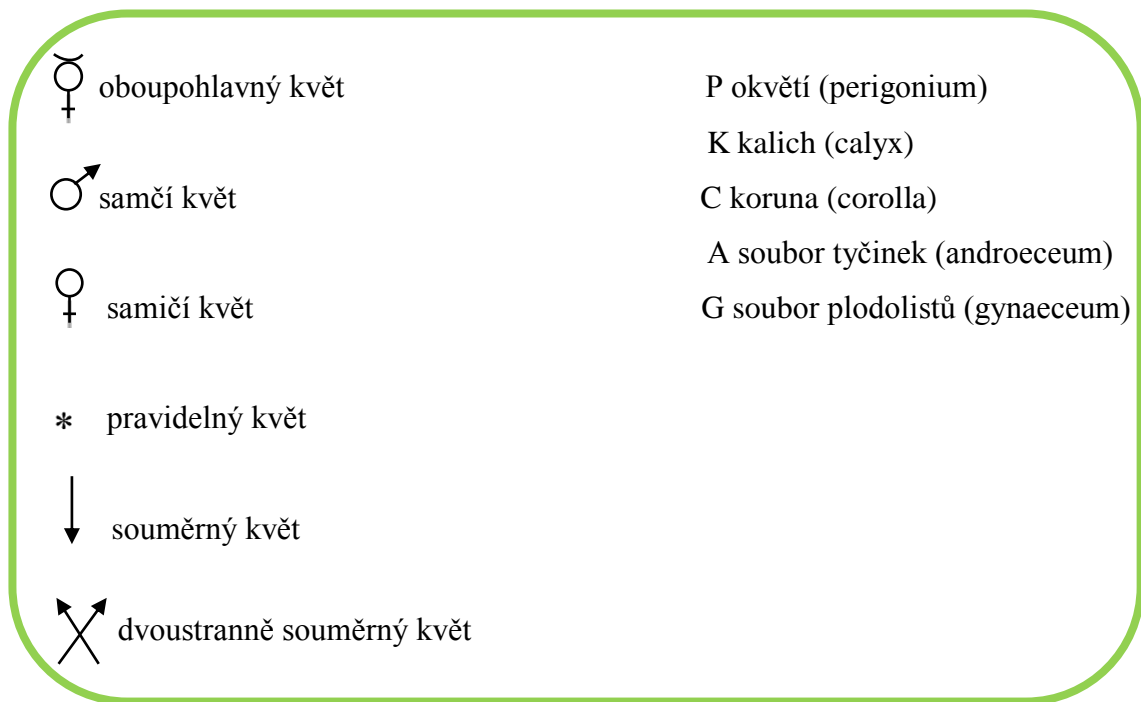 oboupohlavný květ
samčí květ
samičí květ
* pravidelný květ
souměrný květ
dvoustranně souměrný květ
P okvětí (perigonium)
K kalich (calyx)
C koruna (corolla)
A soubor tyčinek (androeceum)
G soubor plodolistů (gynaeceum)